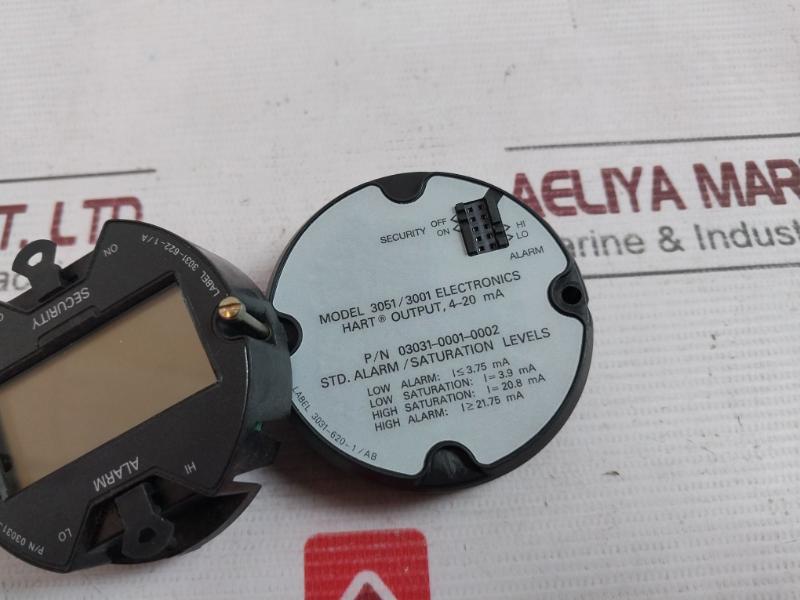 T. LTD
AELIYA MAR
arine & Indust
LABEL 3031-622-1/A
ON
SECURITY
ALARM
HI
LO
P/N 03031-
SECURITY OFF
ON
HI
LO
ALARM
MODEL 3051/3001 ELECTRONICS
HART® OUTPUT, 4-20 mA
P/N 03031-0001-0002
STD. ALARM/SATURATION LEVELS
LOW ALARM: I≤3.75 mA
LOW SATURATION: I=3.9 mA
HIGH SATURATION: I=20.8 mA
HIGH ALARM: I≥21.75 mA
LABEL 3031-620-1/AB